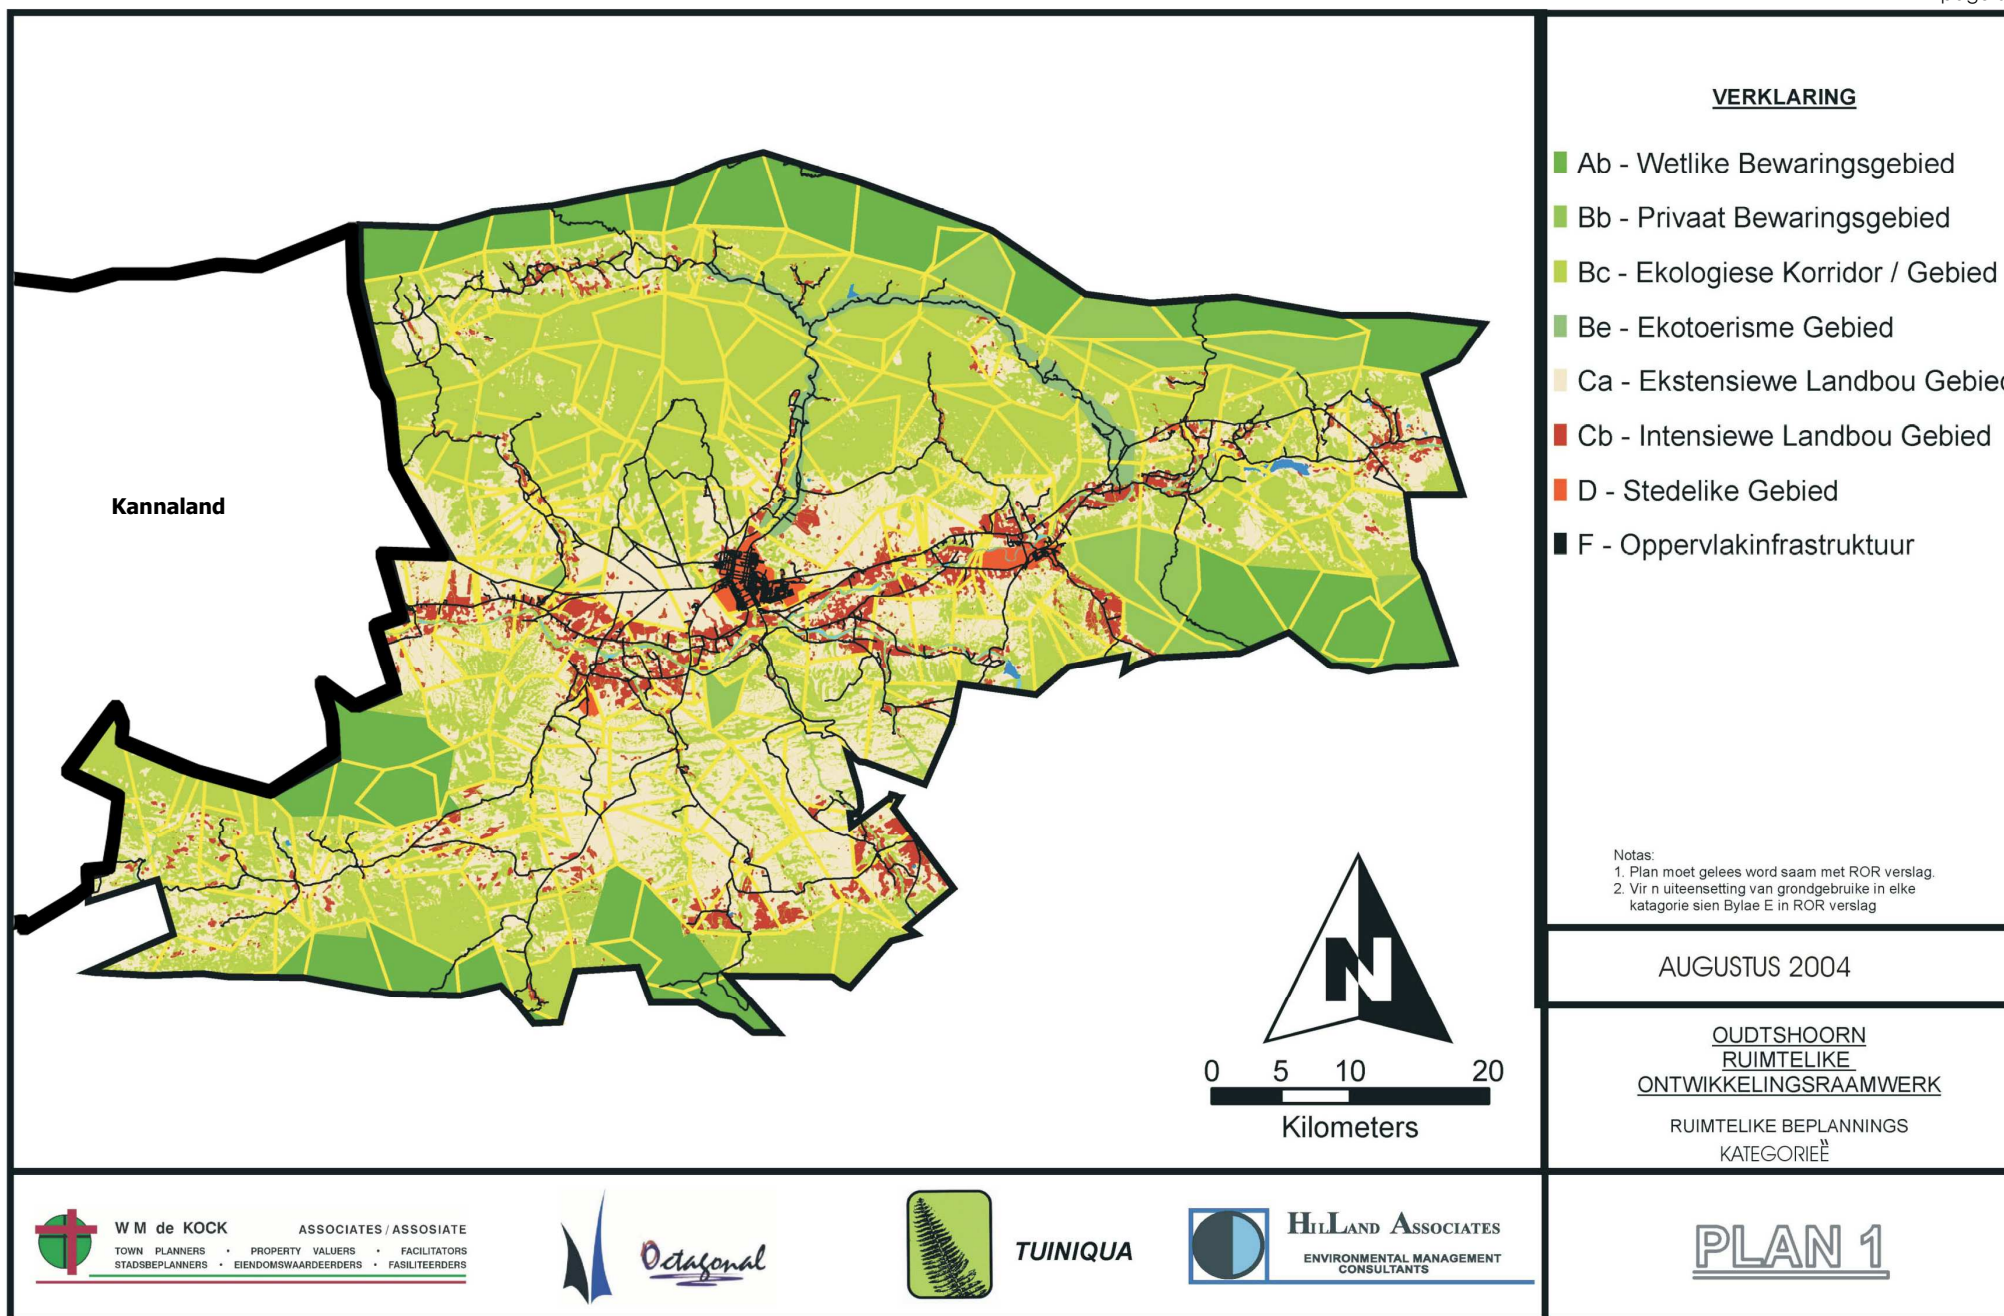 VERKLARING
Ab - Wetlike Bewaringsgebied
Bb - Privaat Bewaringsgebied
Bc - Ekologiese Korridor / Gebied
Be - Ekotoerisme Gebied
Ca - Ekstensiewe Landbou Gebied
Cb - Intensiewe Landbou Gebied
D - Stedelike Gebied
F - Oppervlakinfrastruktuur
Kannaland
Notas:
1. Plan moet gelees word saam met ROR verslag.
2. Vir n uiteensetting van grondgebruike in elke
katagorie sien Bylae E in ROR verslag
N
0 5 10 20
Kilometers
AUGUSTUS 2004
OUDTSHOORN
RUIMTELIKE
ONTWIKKELINGSRAAMWERK
RUIMTELIKE BEPLANNINGS
KATEGORIEË
W M de KOCK ASSOCIATES / ASSOSIATE
TOWN PLANNERS • PROPERTY VALUERS • FACILITATORS
STADSBEPLANNERS • EIENDOMSWAARDEERDERS • FASILITEERDERS
Octagonal
TUINIQUA
HILLAND ASSOCIATES
ENVIRONMENTAL MANAGEMENT
CONSULTANTS
PLAN 1